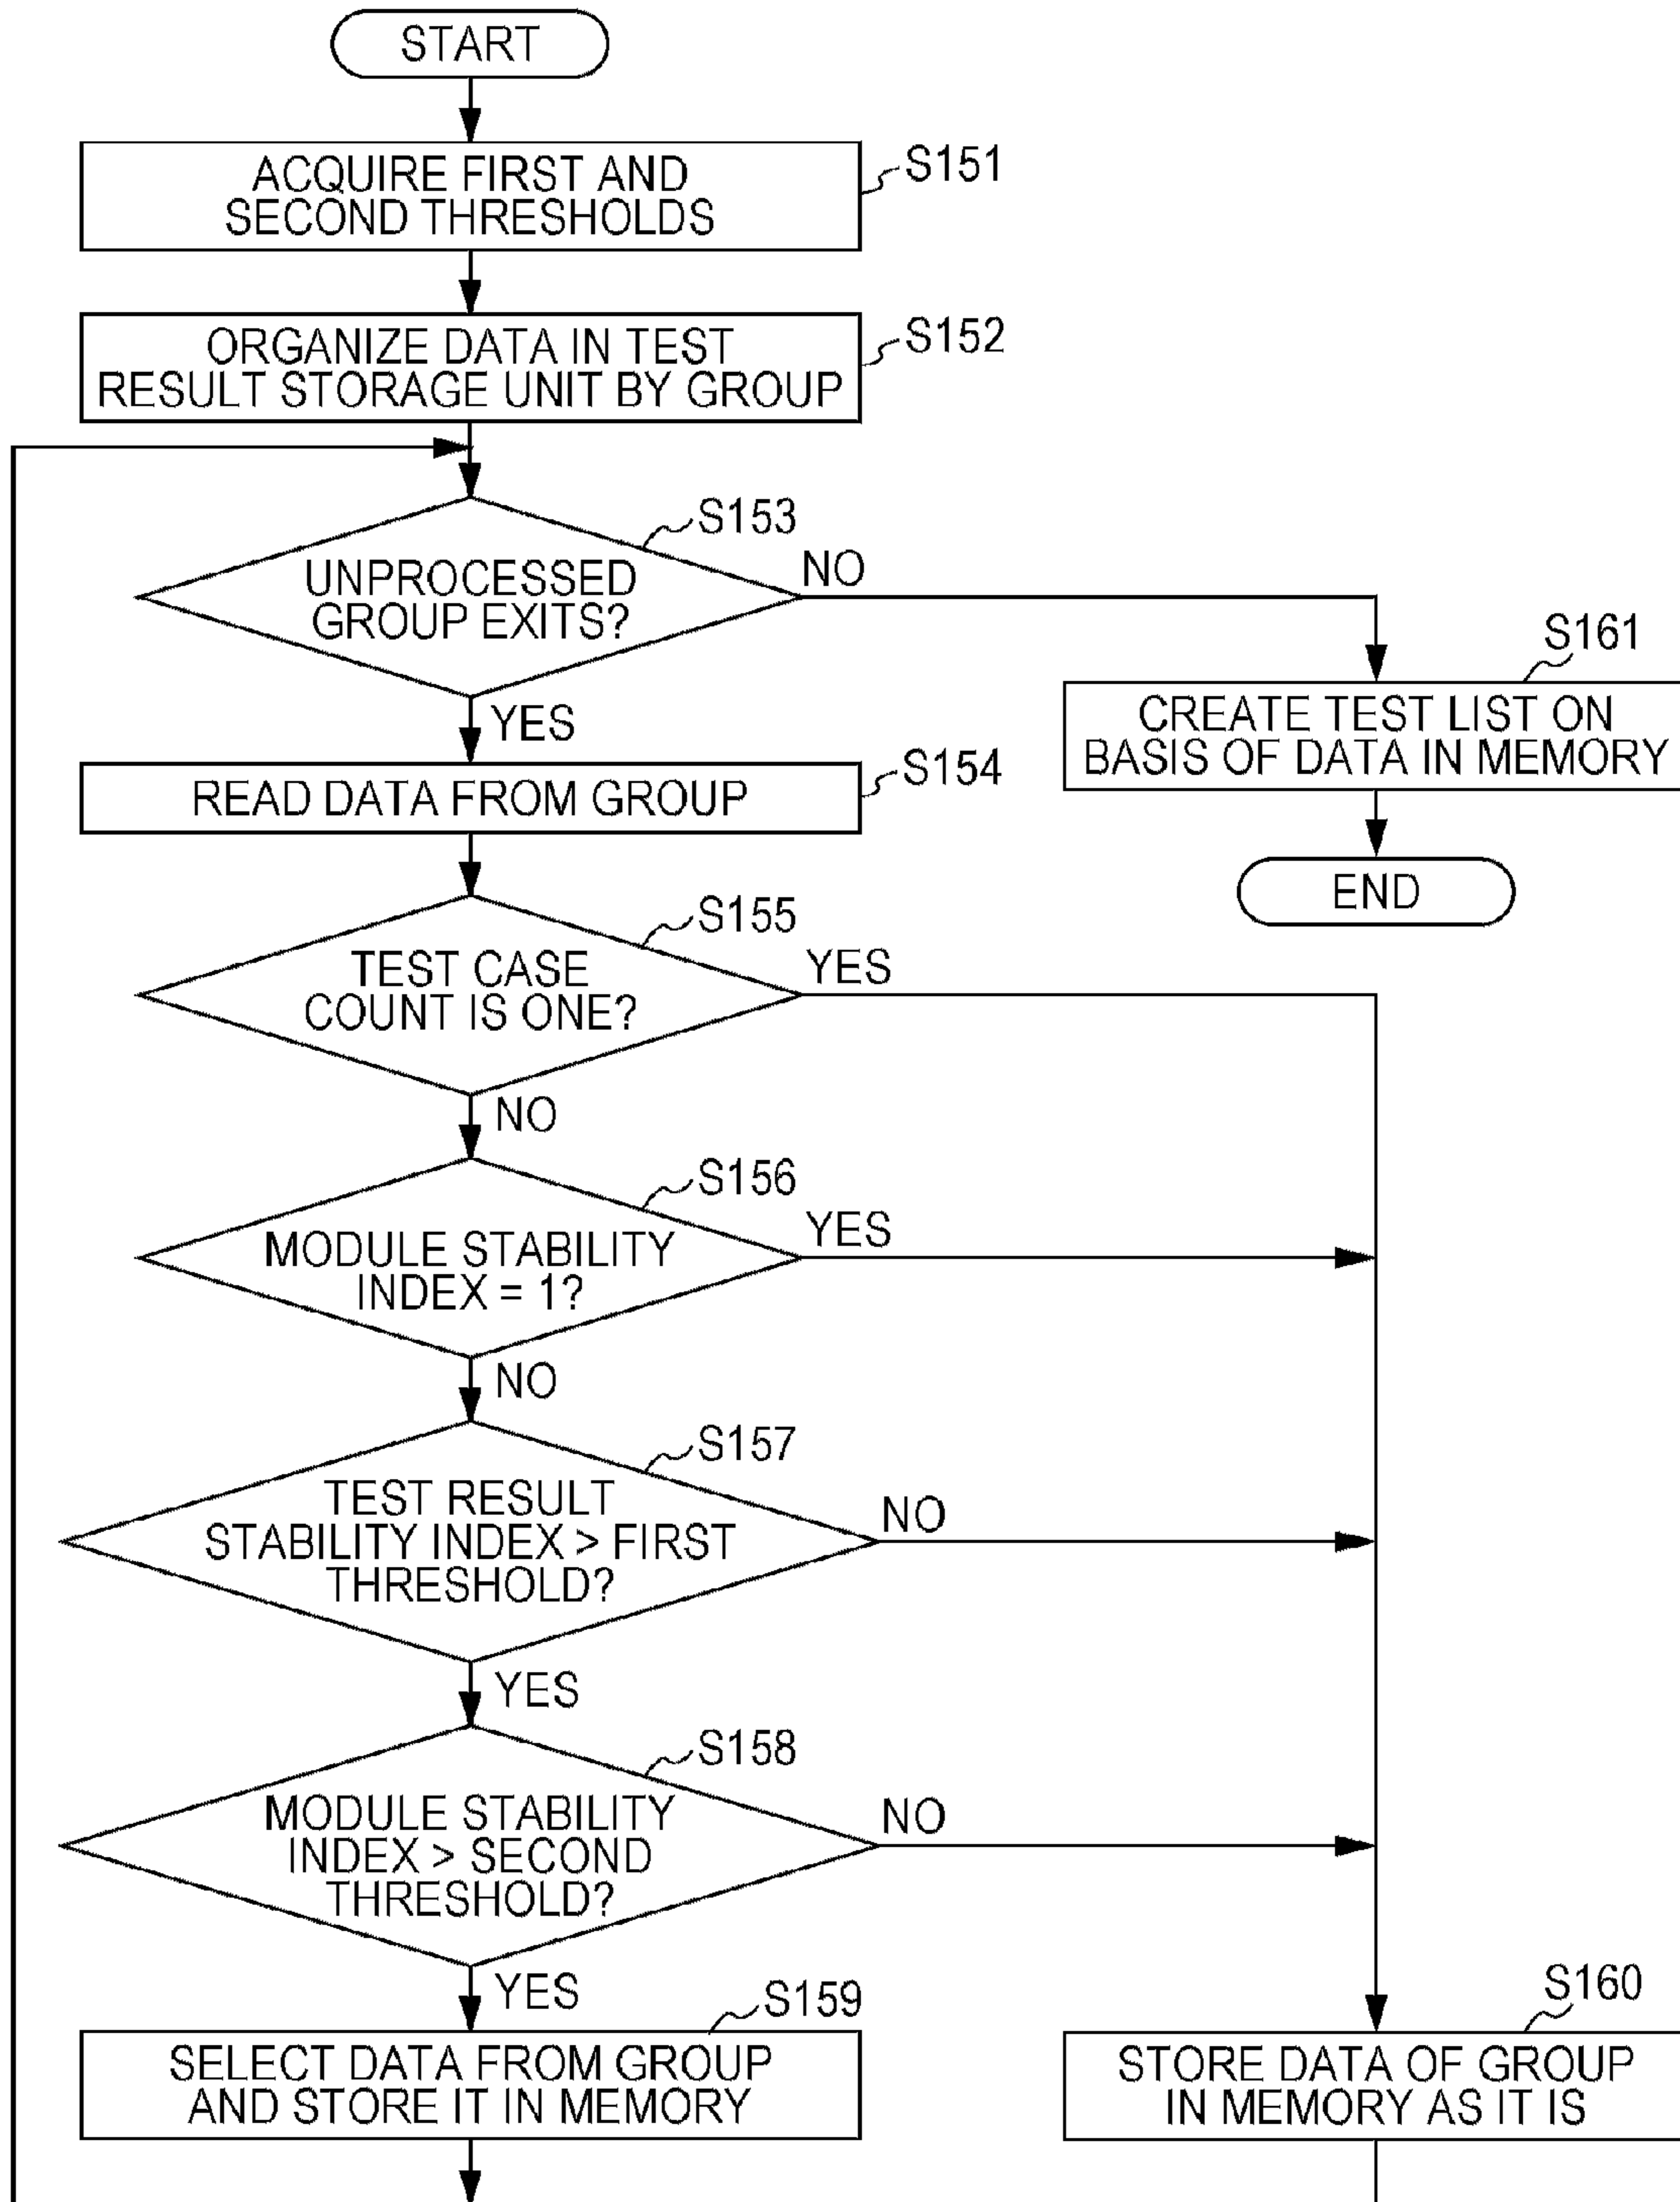 START
ACQUIRE FIRST AND
SECOND THRESHOLDS
S151
ORGANIZE DATA IN TEST
RESULT STORAGE UNIT BY GROUP
S152
UNPROCESSED
GROUP EXITS?
S153
NO
YES
S161
CREATE TEST LIST ON
BASIS OF DATA IN MEMORY
END
READ DATA FROM GROUP
S154
TEST CASE
COUNT IS ONE?
S155
YES
NO
MODULE STABILITY
INDEX = 1?
S156
YES
NO
TEST RESULT
STABILITY INDEX > FIRST
THRESHOLD?
S157
NO
YES
MODULE STABILITY
INDEX > SECOND
THRESHOLD?
S158
NO
YES
SELECT DATA FROM GROUP
AND STORE IT IN MEMORY
S159
S160
STORE DATA OF GROUP
IN MEMORY AS IT IS